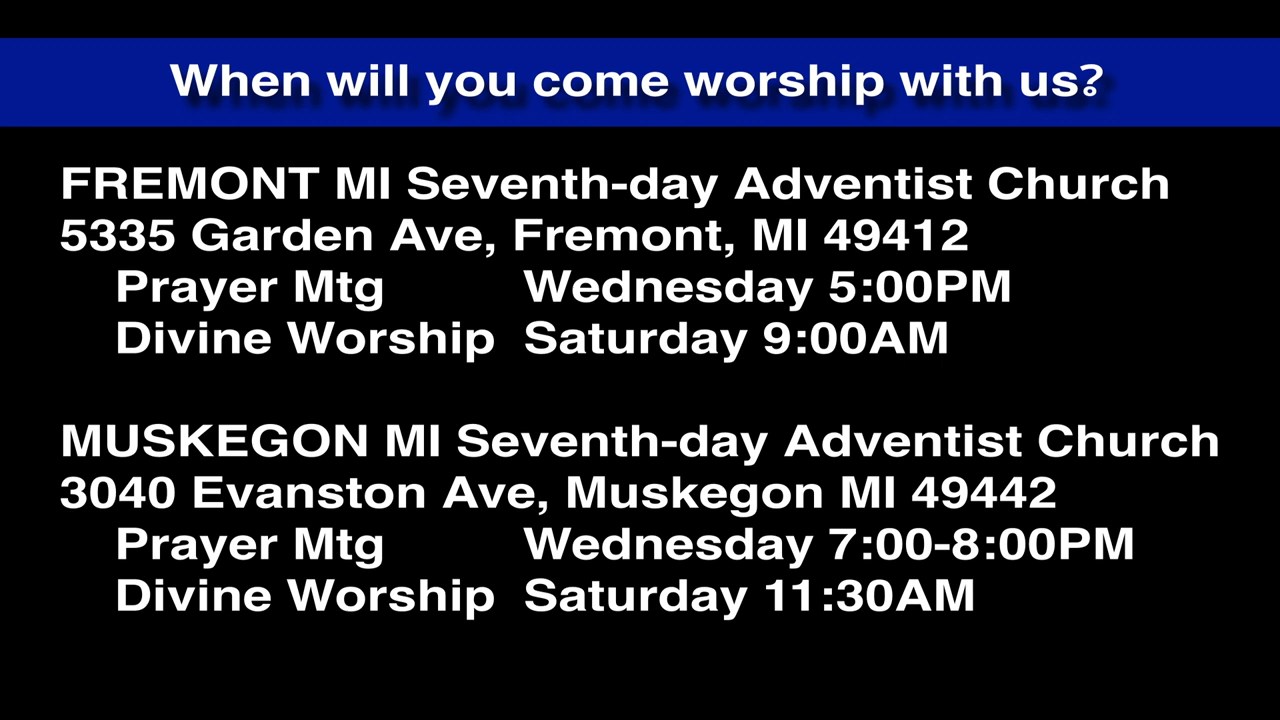 When will you come worship with us?
FREMONT MI Seventh-day Adventist Church
5335 Garden Ave, Fremont, MI 49412
Prayer Mtg Wednesday 5:00PM
Divine Worship Saturday 9:00AM
MUSKEGON MI Seventh-day Adventist Church
3040 Evanston Ave, Muskegon MI 49442
Prayer Mtg Wednesday 7:00-8:00PM
Divine Worship Saturday 11:30AM